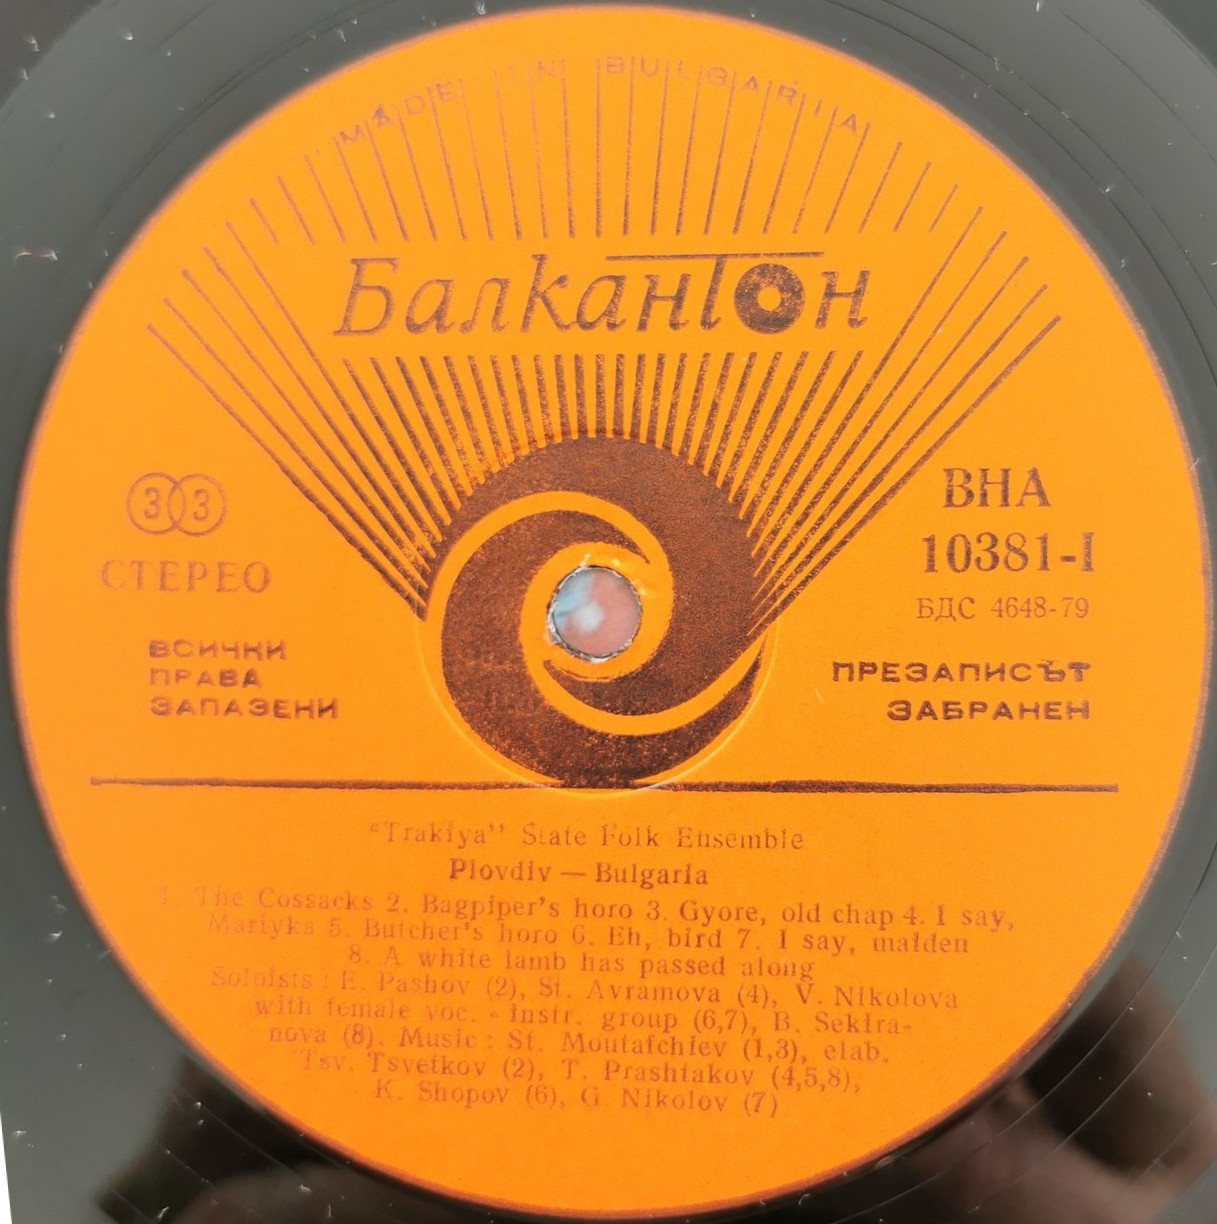 MADE IN BULGARIA
Балкантон
33
СТЕРЕО
ВСИЧКИ
ПРАВА
ЗАПАЗЕНИ
ВНА
10381-I
БДС 4648-79
ПРЕЗАПИСЪТ
ЗАБРАНЕН
“Trakiya” State Folk Ensemble
Plovdiv — Bulgaria
1. The Cossacks 2. Bagpiper's horo 3. Gyore, old chap 4. I say,
Mariyka 5. Butcher's horo 6. Eh, bird 7. I say, maiden
8. A white lamb has passed along
Soloists : E. Pashov (2), St. Avramova (4), V. Nikolova
with female voc. - instr. group (6,7), B. Sekira-
nova (8). Music : St. Moutafchiev (1,3), elab.
Tsv. Tsvetkov (2), T. Prashtakov (4,5,8),
K. Shopov (6), G. Nikolov (7)